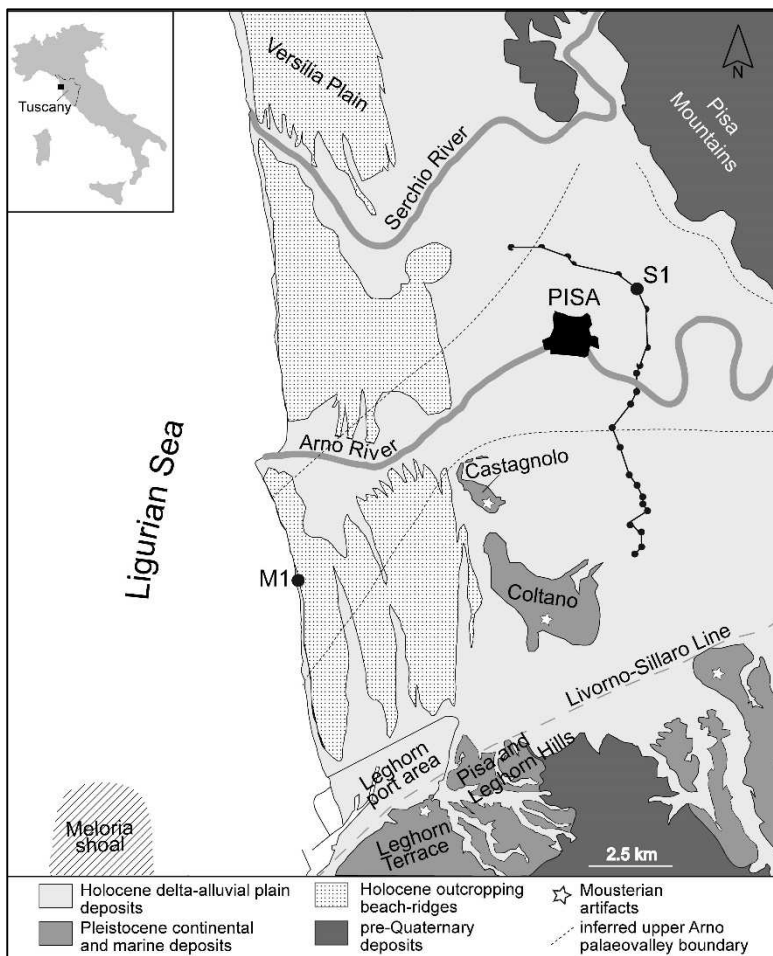 Tuscany
Versilia Plain
N
Pisa
Mountains
Serchio River
S1
PISA
Ligurian Sea
Arno River
Castagnolo
M1
Coltano
Livorno-Sillaro Line
Leghorn
port area
Pisa and
Leghorn Hills
Meloria
shoal
Leghorn
Terrace
2.5 km
Holocene delta-alluvial plain
deposits
Holocene outcropping
beach-ridges
Mousterian
artifacts
Pleistocene continental
and marine deposits
pre-Quaternary
deposits
inferred upper Arno
palaeovalley boundary